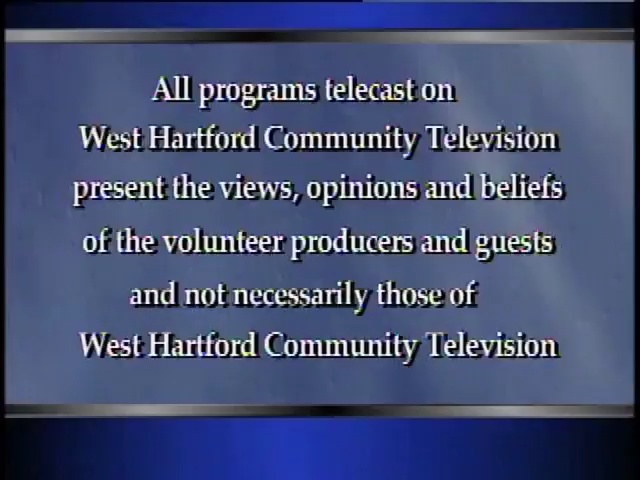 All programs telecast on
West Hartford Community Television
present the views, opinions and beliefs
of the volunteer producers and guests
and not necessarily those of
West Hartford Community Television